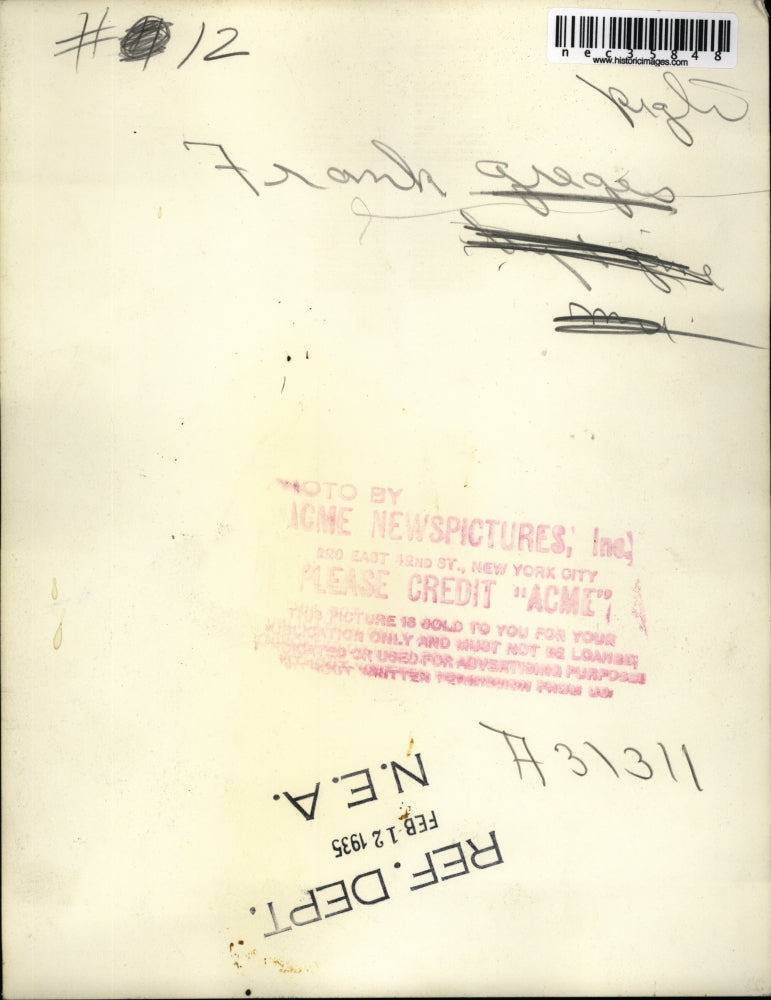 # 12
nec35848
www.historicimages.com
right
Frank Greges
PHOTO BY
ACME NEWSPICTURES, Inc.
220 EAST 42ND ST., NEW YORK CITY
PLEASE CREDIT "ACME"
THIS PICTURE IS SOLD TO YOU FOR YOUR
PUBLICATION ONLY AND MUST NOT BE LOANED,
SYNDICATED OR USED FOR ADVERTISING PURPOSES
WITHOUT WRITTEN PERMISSION FROM US.
A31311
REF. DEPT.
FEB 12 1935
N.E.A.